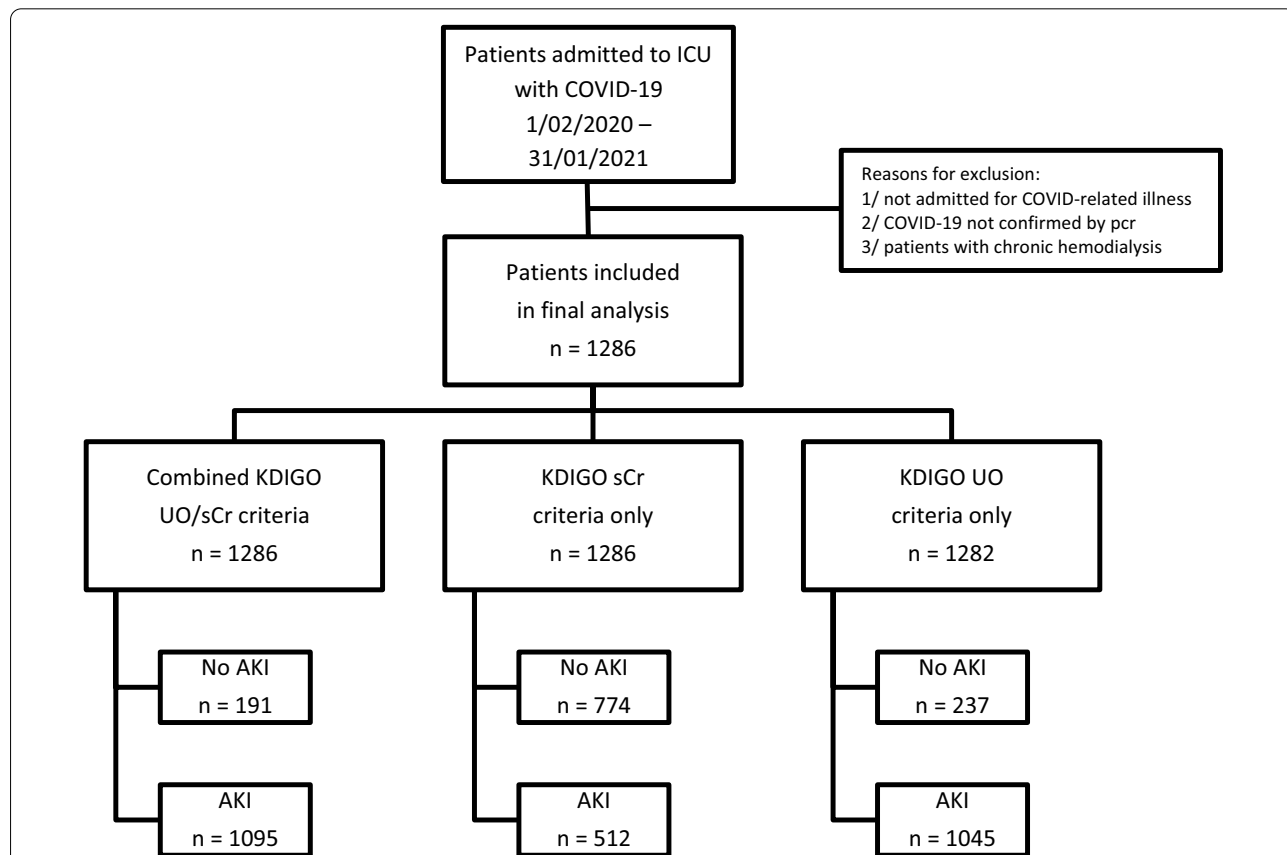 Patients admitted to ICU
with COVID-19
1/02/2020 –
31/01/2021
Reasons for exclusion:
1/ not admitted for COVID-related illness
2/ COVID-19 not confirmed by pcr
3/ patients with chronic hemodialysis
Patients included
in final analysis
n = 1286
Combined KDIGO
UO/sCr criteria
n = 1286
KDIGO sCr
criteria only
n = 1286
KDIGO UO
criteria only
n = 1282
No AKI
n = 191
No AKI
n = 774
No AKI
n = 237
AKI
n = 1095
AKI
n = 512
AKI
n = 1045